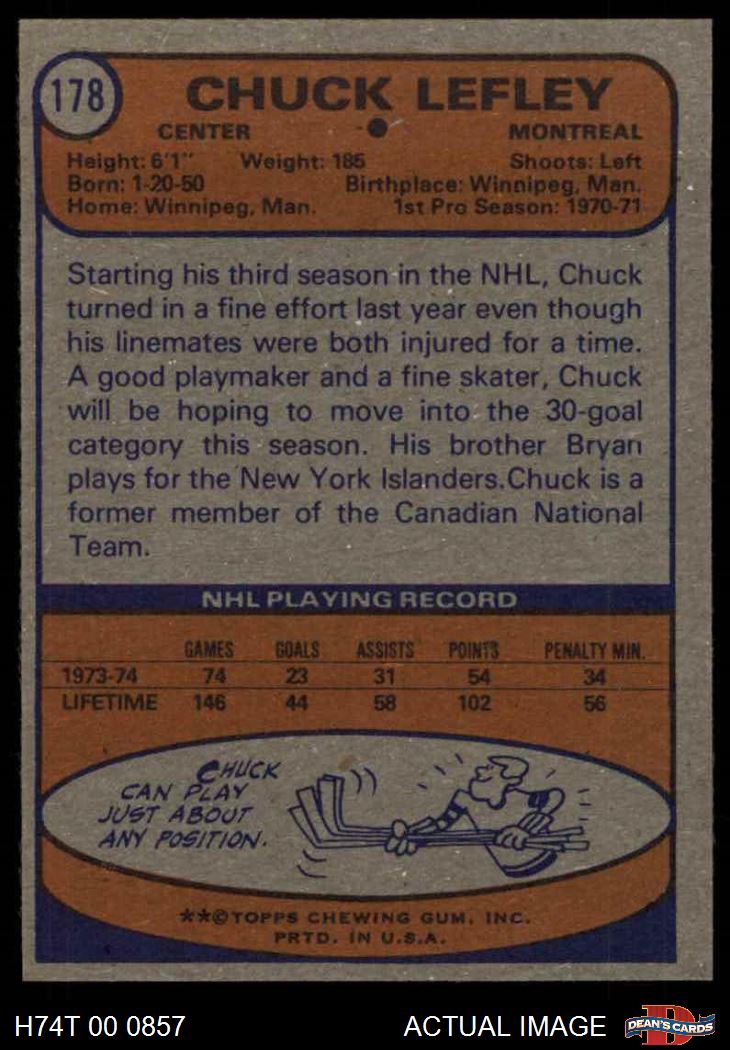 178
CHUCK LEFLEY
CENTER • MONTREAL
Height: 6'1" Weight: 185 Shoots: Left
Born: 1-20-50 Birthplace: Winnipeg, Man.
Home: Winnipeg, Man. 1st Pro Season: 1970-71
Starting his third season in the NHL, Chuck
turned in a fine effort last year even though
his linemates were both injured for a time.
A good playmaker and a fine skater, Chuck
will be hoping to move into the 30-goal
category this season. His brother Bryan
plays for the New York Islanders.Chuck is a
former member of the Canadian National
Team.
NHL PLAYING RECORD
GAMES GOALS ASSISTS POINTS PENALTY MIN.
1973-74 74 23 31 54 34
LIFETIME 146 44 58 102 56
CHUCK
CAN PLAY
JUST ABOUT
ANY POSITION.
**©TOPPS CHEWING GUM, INC.
PRTD. IN U.S.A.
H74T 00 0857 ACTUAL IMAGE D DEAN'S CARDS